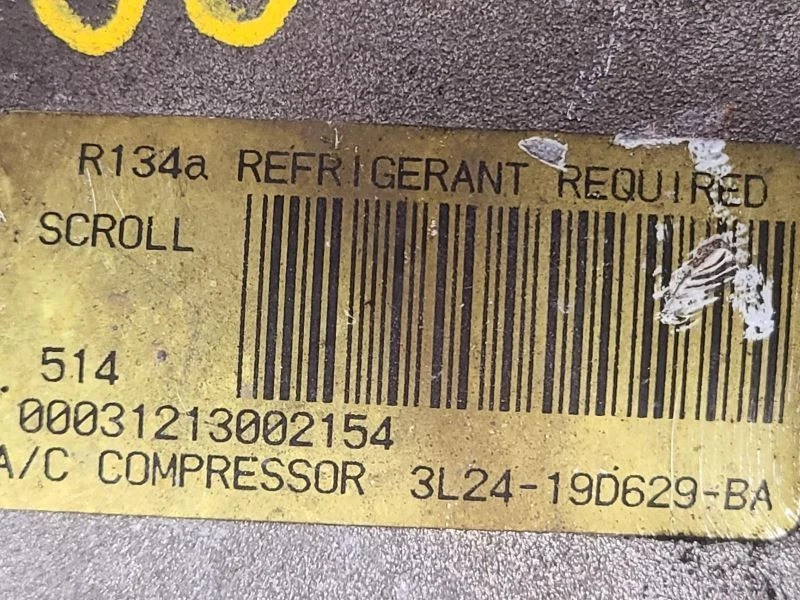 R134a REFRIGERANT REQUIRED
SCROLL
514
00031213002154
A/C COMPRESSOR 3L24-19D629-BA